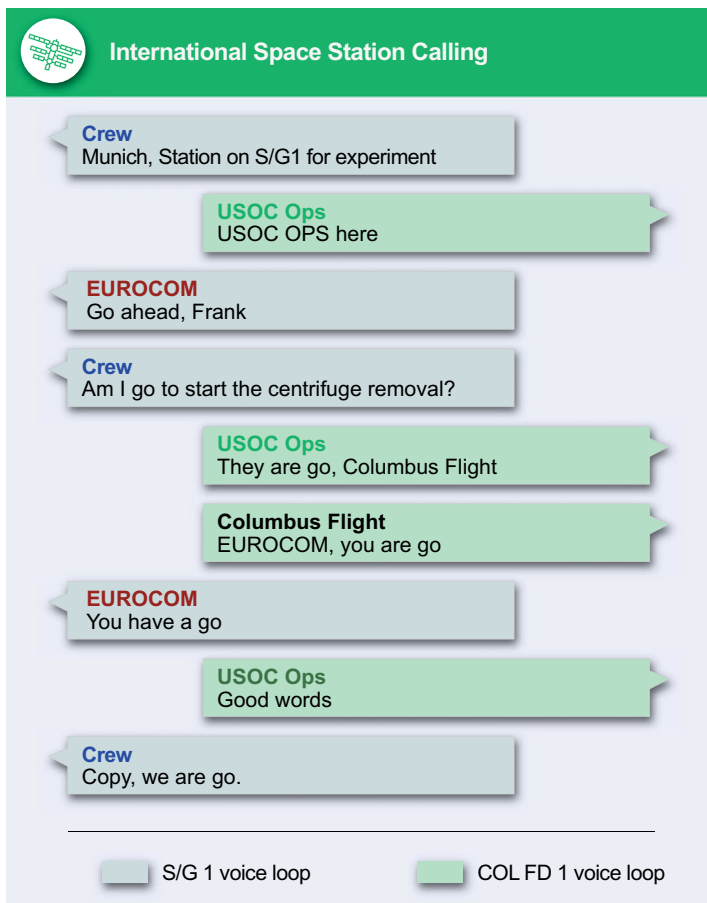 International Space Station Calling
Crew
Munich, Station on S/G1 for experiment
USOC Ops
USOC OPS here
EUROCOM
Go ahead, Frank
Crew
Am I go to start the centrifuge removal?
USOC Ops
They are go, Columbus Flight
Columbus Flight
EUROCOM, you are go
EUROCOM
You have a go
USOC Ops
Good words
Crew
Copy, we are go.
S/G 1 voice loop
COL FD 1 voice loop